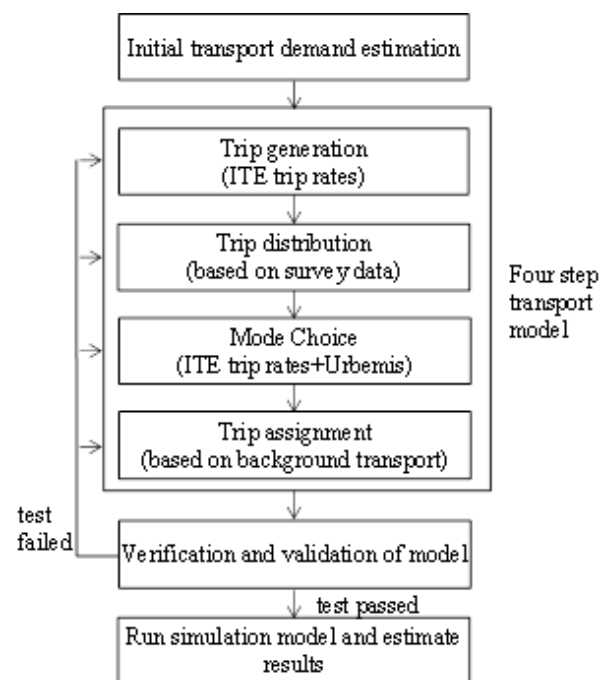 Initial transport demand estimation
Trip generation
(ITE trip rates)
Trip distribution
(based on survey data)
Four step
transport
model
Mode Choice
(ITE trip rates+Urbemis)
Trip assignment
(based on background transport)
test
failed
Verification and validation of model
test passed
Run simulation model and estimate
results